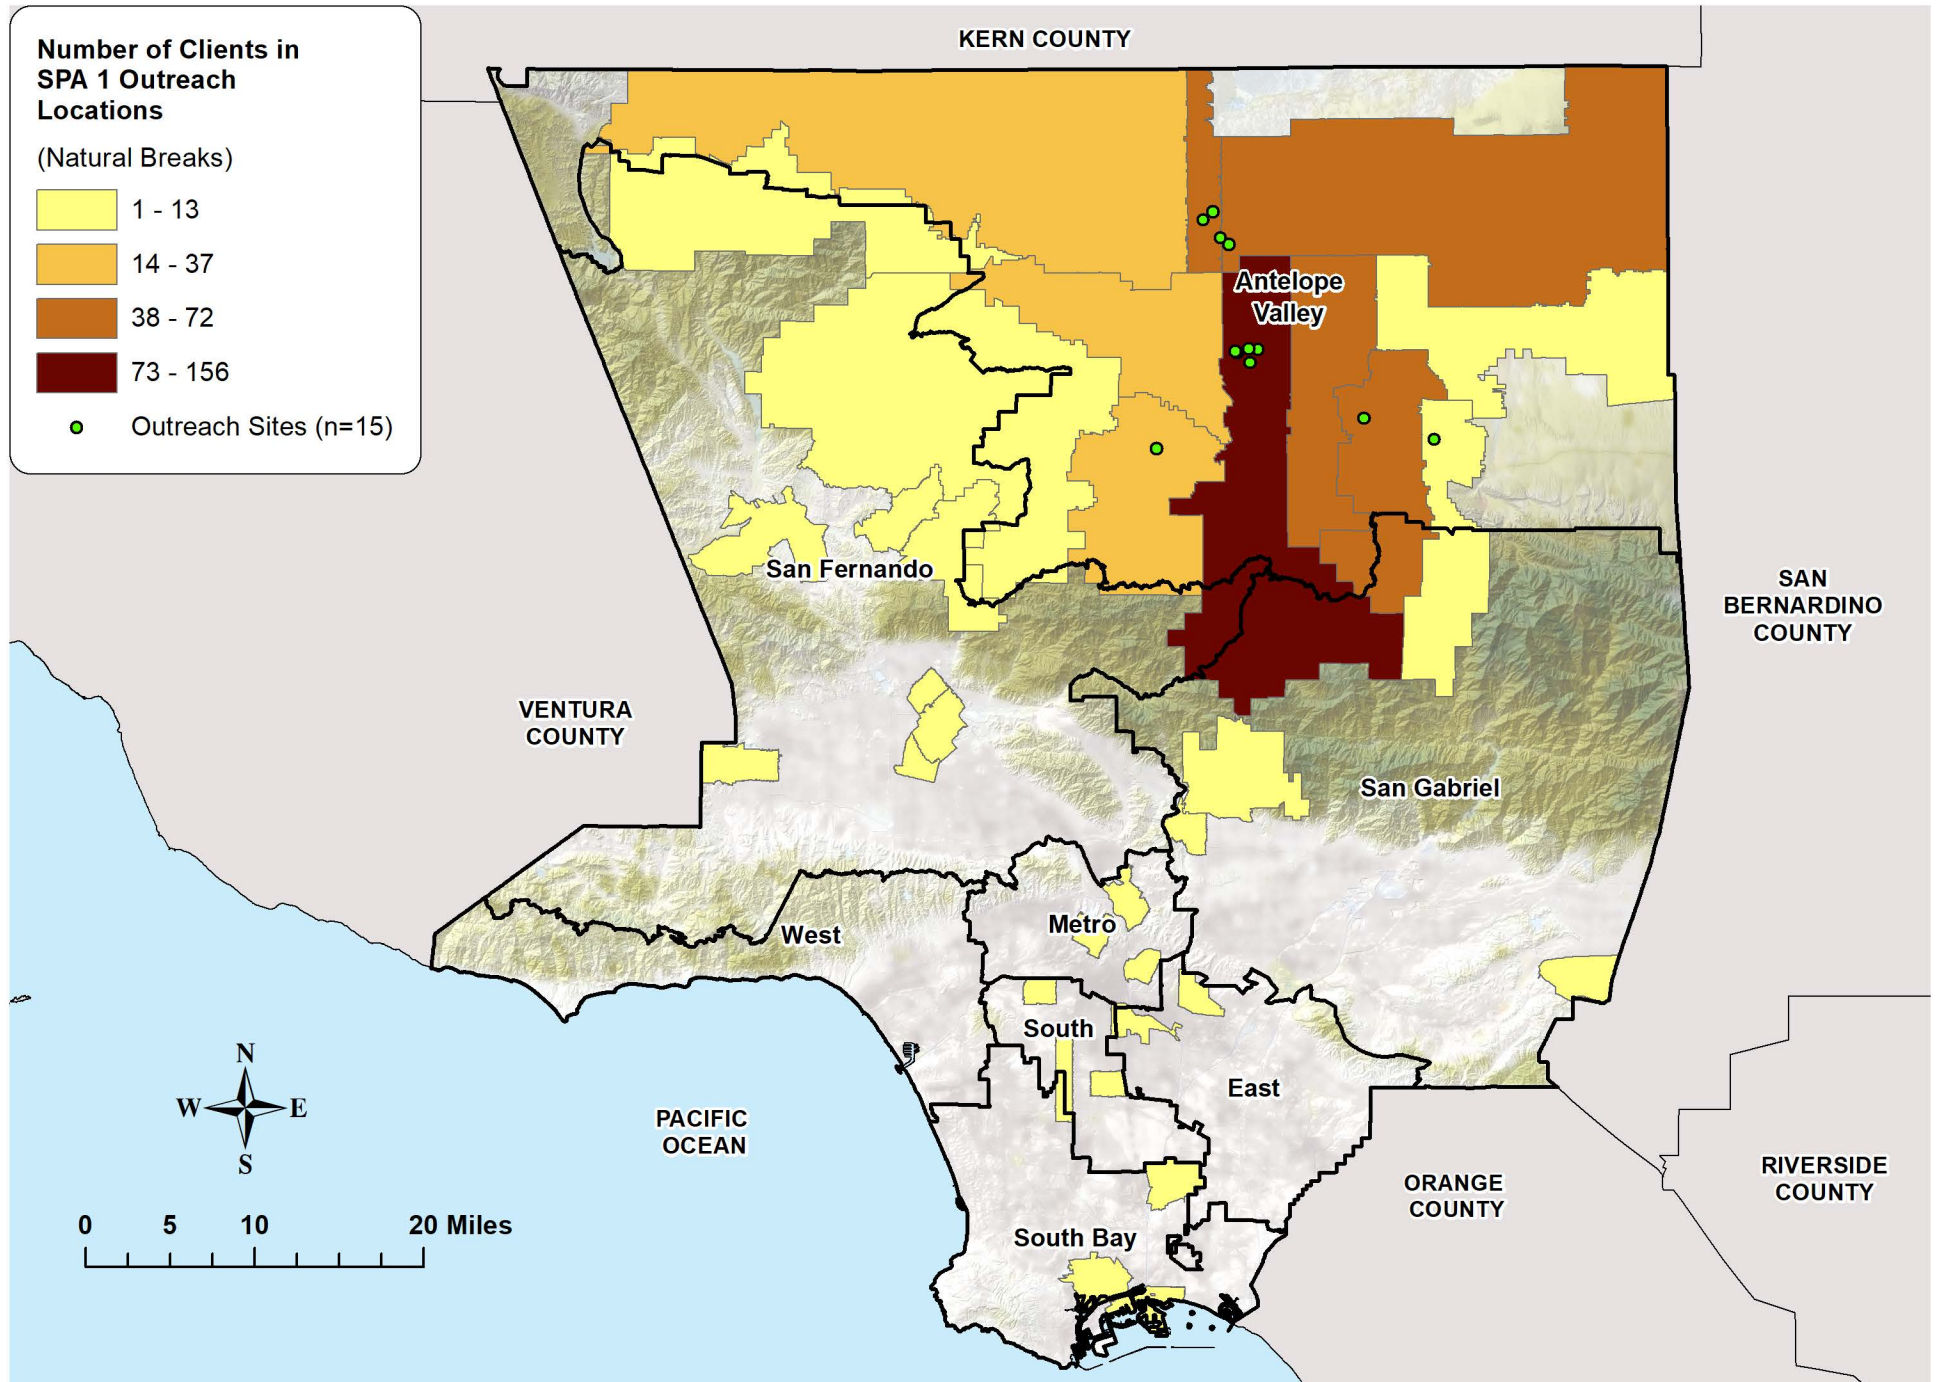 Number of Clients in
SPA 1 Outreach
Locations
(Natural Breaks)
1 - 13
14 - 37
38 - 72
73 - 156
Outreach Sites (n=15)
KERN COUNTY
Antelope
Valley
San Fernando
SAN
BERNARDINO
COUNTY
VENTURA
COUNTY
San Gabriel
Metro
West
South
East
N
W E
S
PACIFIC
OCEAN
RIVERSIDE
COUNTY
ORANGE
COUNTY
0 5 10 20 Miles
South Bay